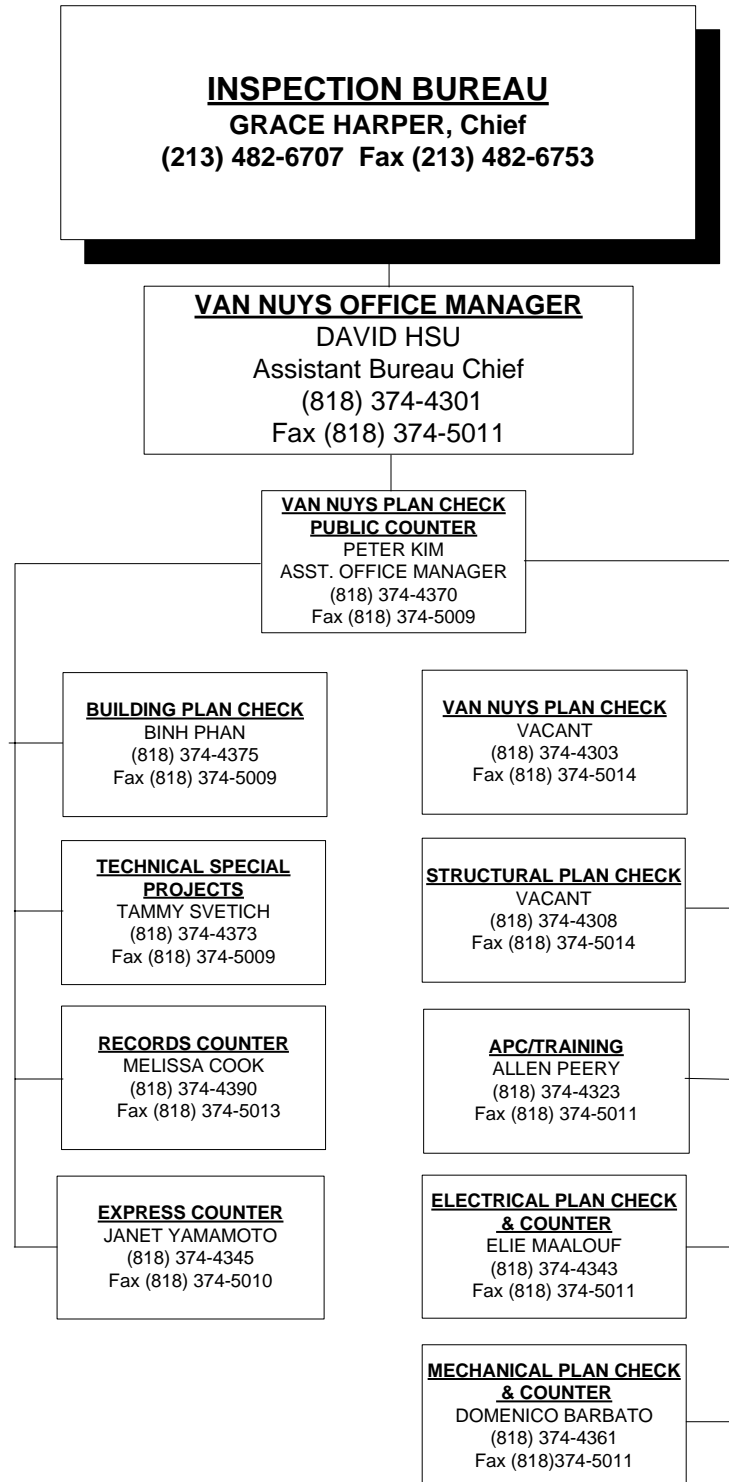 INSPECTION BUREAU
GRACE HARPER, Chief
(213) 482-6707 Fax (213) 482-6753
VAN NUYS OFFICE MANAGER
DAVID HSU
Assistant Bureau Chief
(818) 374-4301
Fax (818) 374-5011
VAN NUYS PLAN CHECK
PUBLIC COUNTER
PETER KIM
ASST. OFFICE MANAGER
(818) 374-4370
Fax (818) 374-5009
BUILDING PLAN CHECK
BINH PHAN
(818) 374-4375
Fax (818) 374-5009
VAN NUYS PLAN CHECK
VACANT
(818) 374-4303
Fax (818) 374-5014
TECHNICAL SPECIAL
PROJECTS
TAMMY SVETICH
(818) 374-4373
Fax (818) 374-5009
STRUCTURAL PLAN CHECK
VACANT
(818) 374-4308
Fax (818) 374-5014
RECORDS COUNTER
MELISSA COOK
(818) 374-4390
Fax (818) 374-5013
APC/TRAINING
ALLEN PEERY
(818) 374-4323
Fax (818) 374-5011
EXPRESS COUNTER
JANET YAMAMOTO
(818) 374-4345
Fax (818) 374-5010
ELECTRICAL PLAN CHECK
& COUNTER
ELIE MAALOUF
(818) 374-4343
Fax (818) 374-5011
MECHANICAL PLAN CHECK
& COUNTER
DOMENICO BARBATO
(818) 374-4361
Fax (818)374-5011